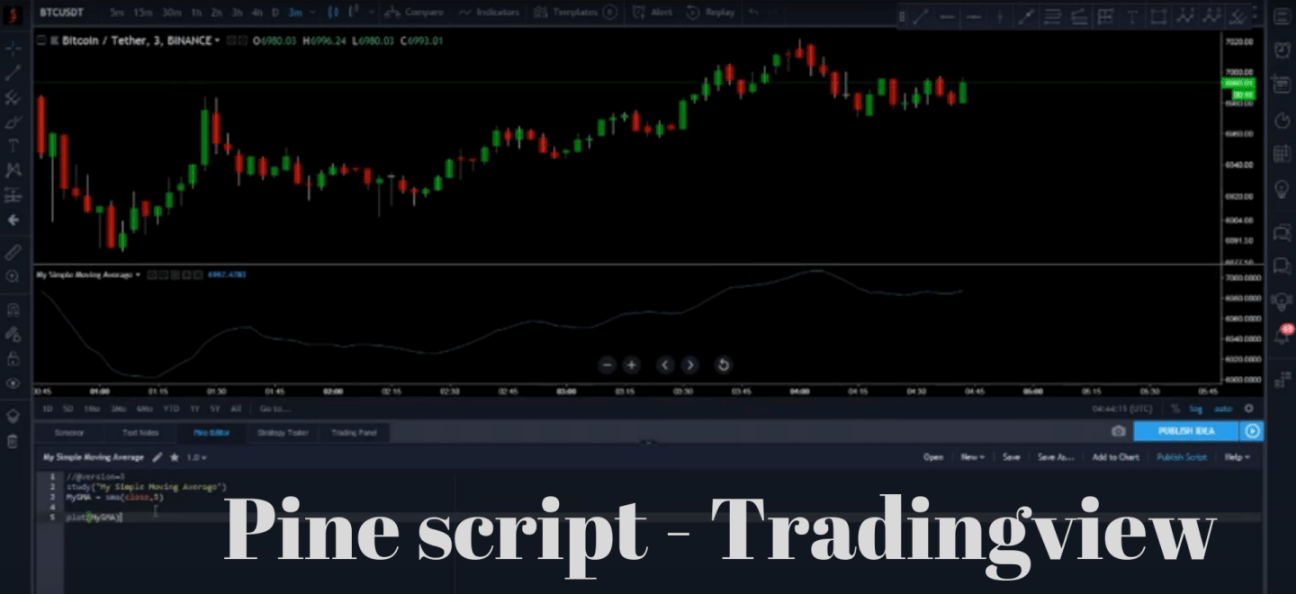 BTCUSDT 5m 15m 30m 1h 2h 3h 4h D 3m Compare Indicators Templates Alert Replay
Bitcoin / Tether, 3, BINANCE O6980.03 H6996.24 L6980.03 C6993.01
7020.00
7000.00
6980.00
6960.00
6940.00
6920.00
6904.00
6891.50
My Simple Moving Average
7000.0000
6980.0000
6960.0000
6940.0000
6920.0000
6900.0000
01:00 01:15 01:30 01:45 02:00 02:15 02:30 02:45 03:00 03:15 03:30 03:45 04:00 04:15 04:30 04:45 05:00 05:15 05:30 05:45
1D 5D 1Mo 3Mo 6Mo YTD 1Y 5Y All Go to... 04:44:11 (UTC) % log auto
Screener Text Notes Pine Editor Strategy Tester Trading Panel PUBLISH IDEA
My Simple Moving Average 1.0 Open New Save Save As... Add to Chart Publish Script Help
1 //@version=3
2 study("My Simple Moving Average")
3 MySMA = sma(close,5)
4
5 plot(MySMA)
Pine script - Tradingview